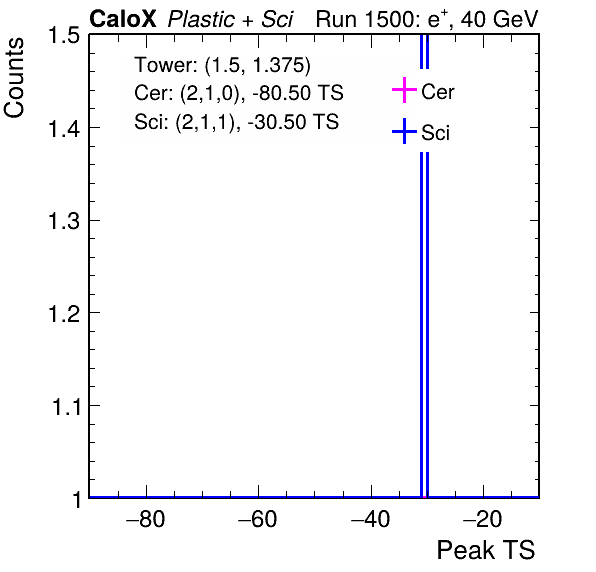 CaloX Plastic + Sci Run 1500: e⁺, 40 GeV
Counts
1.5
Tower: (1.5, 1.375)
Cer: (2,1,0), -80.50 TS
Cer
Sci: (2,1,1), -30.50 TS
Sci
1.4
1.3
1.2
1.1
1
−80 −60 −40 −20
Peak TS